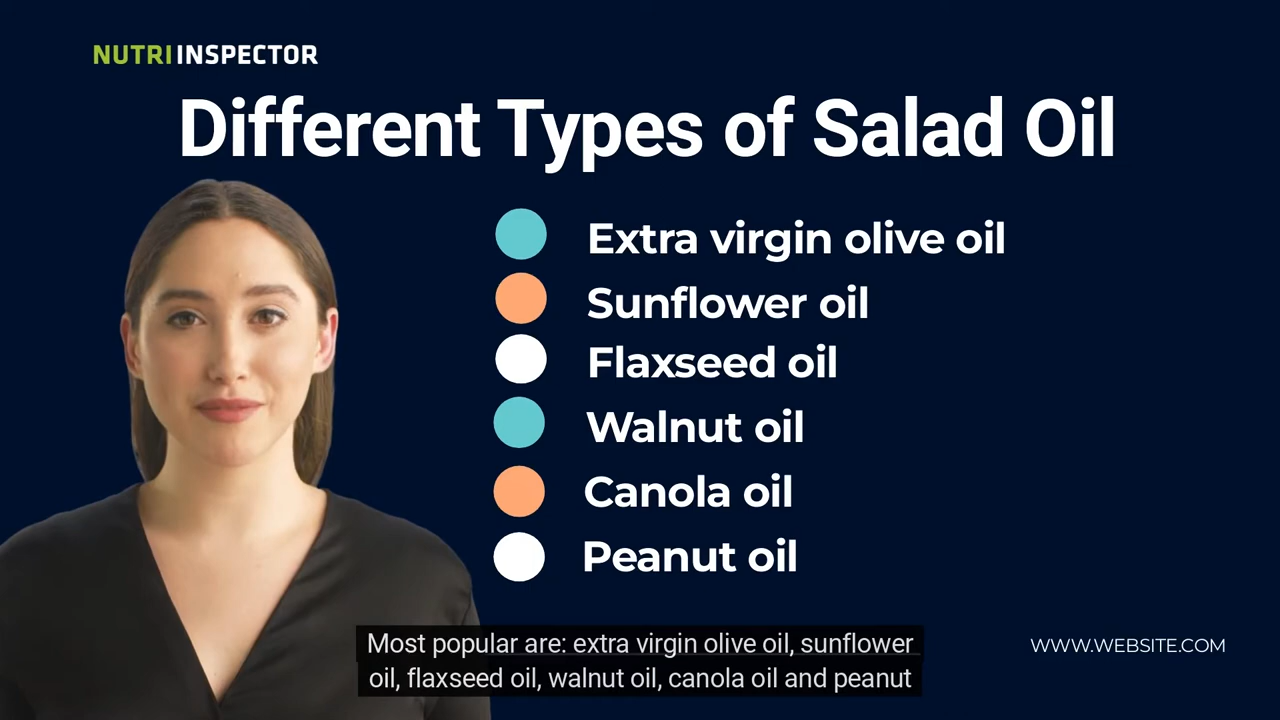 NUTRIINSPECTOR
Different Types of Salad Oil
Extra virgin olive oil
Sunflower oil
Flaxseed oil
Walnut oil
Canola oil
Peanut oil
Most popular are: extra virgin olive oil, sunflower
oil, flaxseed oil, walnut oil, canola oil and peanut
WWW.WEBSITE.COM